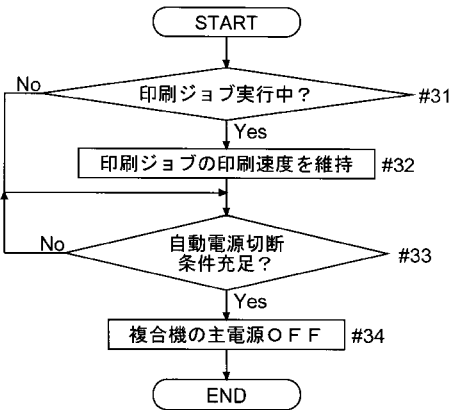 START
No
印刷ジョブ実行中？
#31
Yes
印刷ジョブの印刷速度を維持
#32
No
自動電源切断
条件充足？
#33
Yes
複合機の主電源ＯＦＦ
#34
END